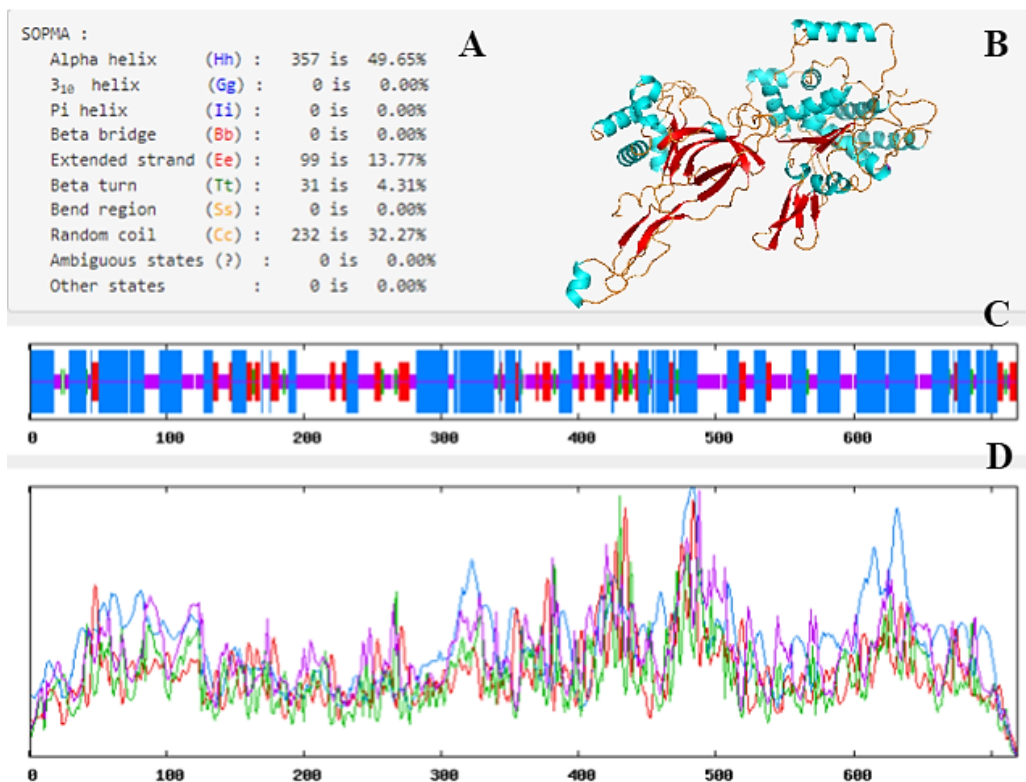 SOPMA :
A
B
Alpha helix (Hh) : 357 is 49.65%
3₁₀ helix (Gg) : 0 is 0.00%
Pi helix (Ii) : 0 is 0.00%
Beta bridge (Bb) : 0 is 0.00%
Extended strand (Ee) : 99 is 13.77%
Beta turn (Tt) : 31 is 4.31%
Bend region (Ss) : 0 is 0.00%
Random coil (Cc) : 232 is 32.27%
Ambiguous states (?) : 0 is 0.00%
Other states : 0 is 0.00%
C
0 100 200 300 400 500 600
D
0 100 200 300 400 500 600